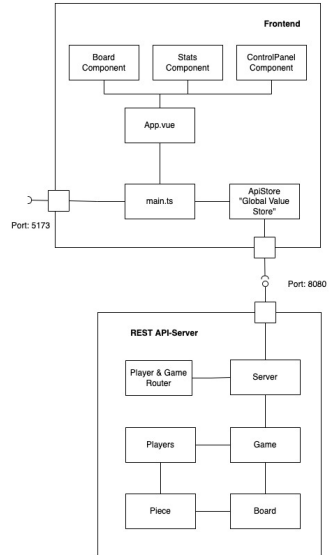 Frontend
Board
Component
Stats
Component
ControlPanel
Component
App.vue
main.ts
ApiStore
"Global Value
Store"
Port: 5173
Port: 8080
REST API-Server
Player & Game
Router
Server
Players
Game
Piece
Board